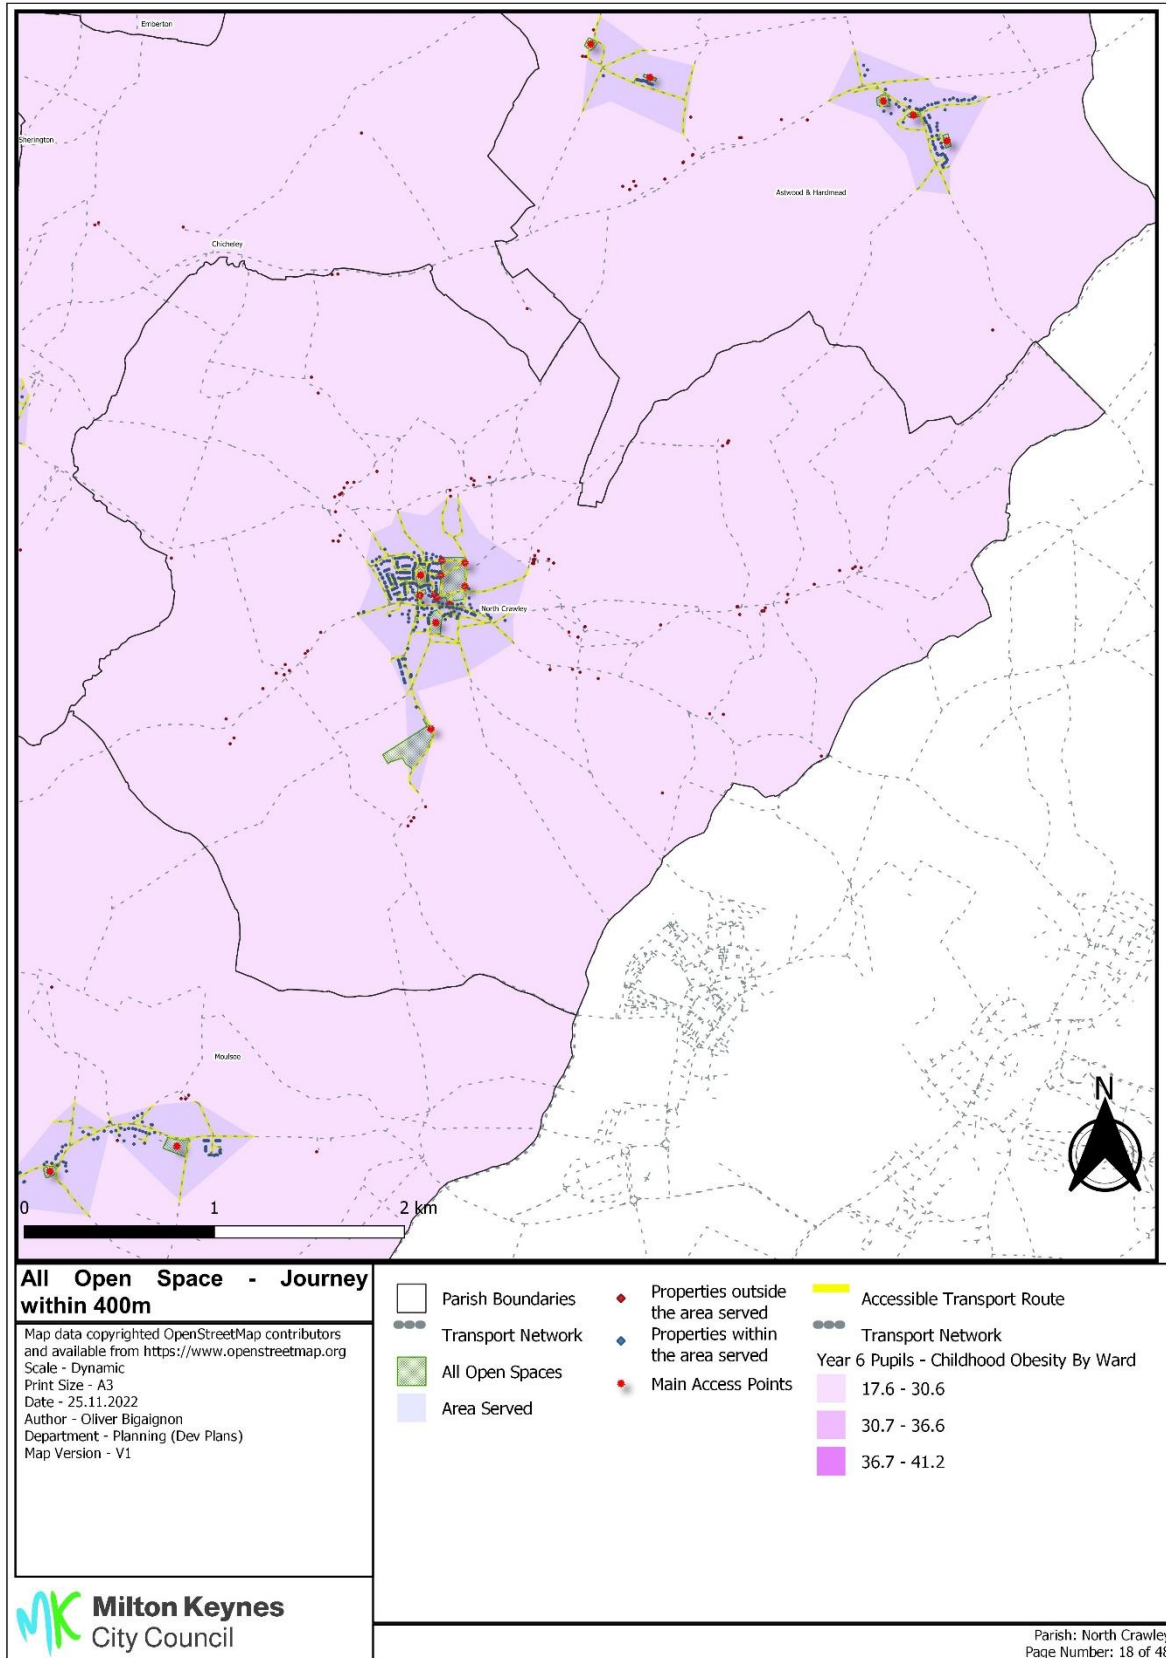 Emberton
Sherington
Astwood & Hardmead
Chicheley
North Crawley
Moulsoe
N
0 1 2 km
All Open Space - Journey
within 400m
Map data copyrighted OpenStreetMap contributors
and available from https://www.openstreetmap.org
Scale - Dynamic
Print Size - A3
Date - 25.11.2022
Author - Oliver Bigaignon
Department - Planning (Dev Plans)
Map Version - V1
Parish Boundaries
Transport Network
All Open Spaces
Area Served
Properties outside
the area served
Properties within
the area served
Main Access Points
Accessible Transport Route
Transport Network
Year 6 Pupils - Childhood Obesity By Ward
17.6 - 30.6
30.7 - 36.6
36.7 - 41.2
MK Milton Keynes
City Council
Parish: North Crawley
Page Number: 18 of 48